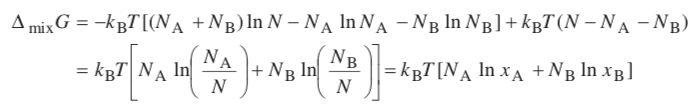 Δ mix G = −k_B T[(N_A + N_B) ln N − N_A ln N_A − N_B ln N_B] + k_B T(N − N_A − N_B)
= k_B T[N_A ln(N_A/N) + N_B ln(N_B/N)] = k_B T[N_A ln x_A + N_B ln x_B]